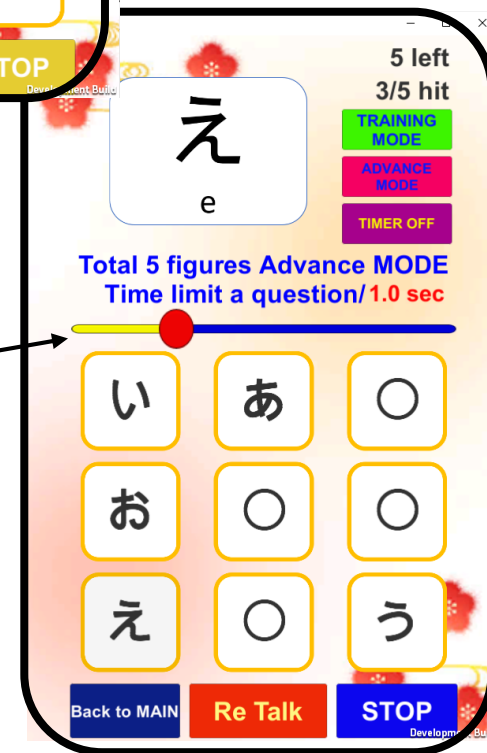 TOP
Development Build
5 left
3/5 hit
え
e
TRAINING
MODE
ADVANCE
MODE
TIMER OFF
Total 5 figures Advance MODE
Time limit a question/1.0 sec
い あ ○
お ○ ○
え ○ う
Back to MAIN Re Talk STOP
Development Bu